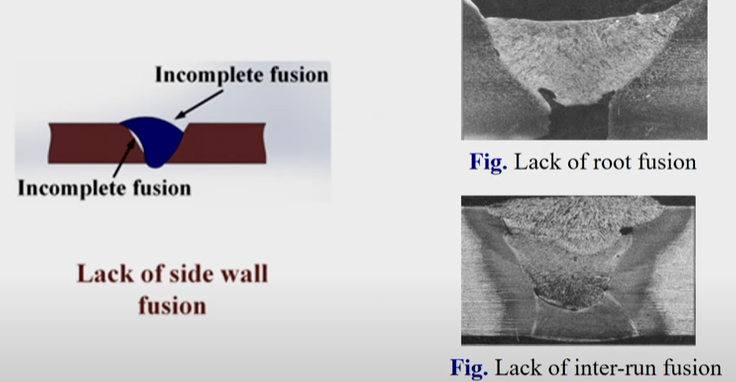 Incomplete fusion
Incomplete fusion
Lack of side wall
fusion
Fig. Lack of root fusion
Fig. Lack of inter-run fusion